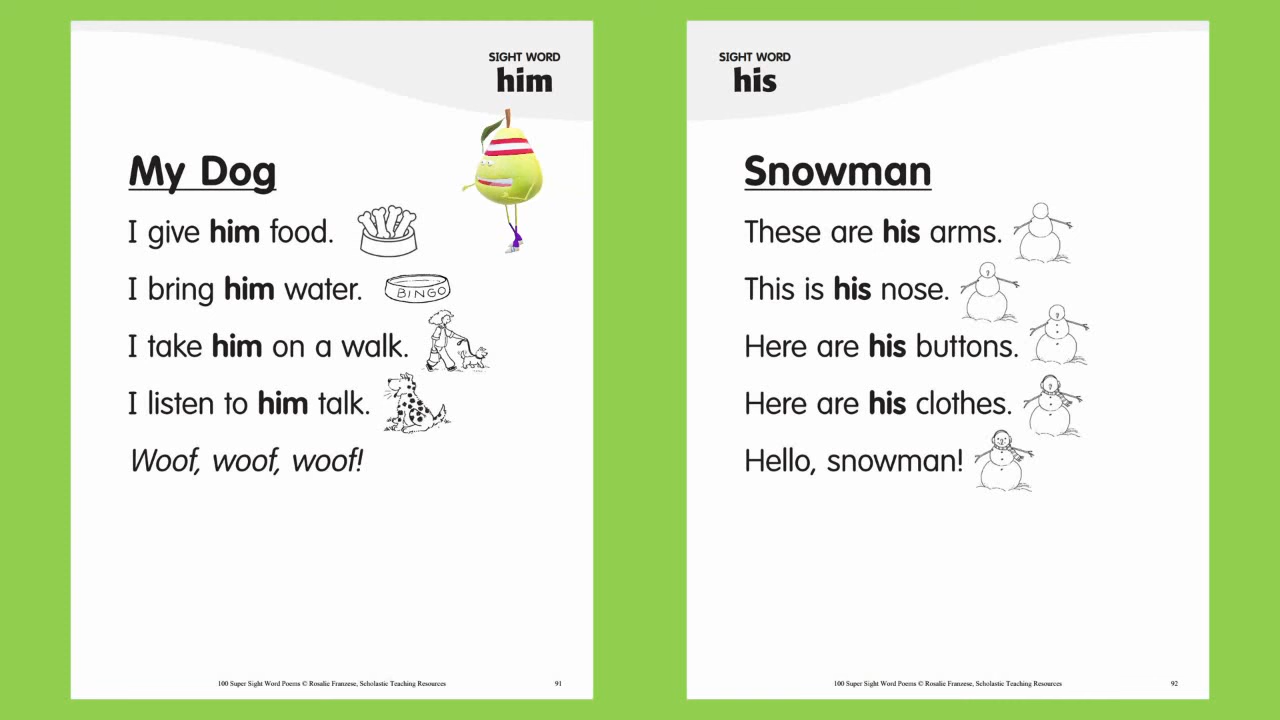 SIGHT WORD
him
My Dog
I give him food.
I bring him water.
BINGO
I take him on a walk.
I listen to him talk.
Woof, woof, woof!
100 Super Sight Word Poems © Rosalie Franzese, Scholastic Teaching Resources
91
SIGHT WORD
his
Snowman
These are his arms.
This is his nose.
Here are his buttons.
Here are his clothes.
Hello, snowman!
100 Super Sight Word Poems © Rosalie Franzese, Scholastic Teaching Resources
92